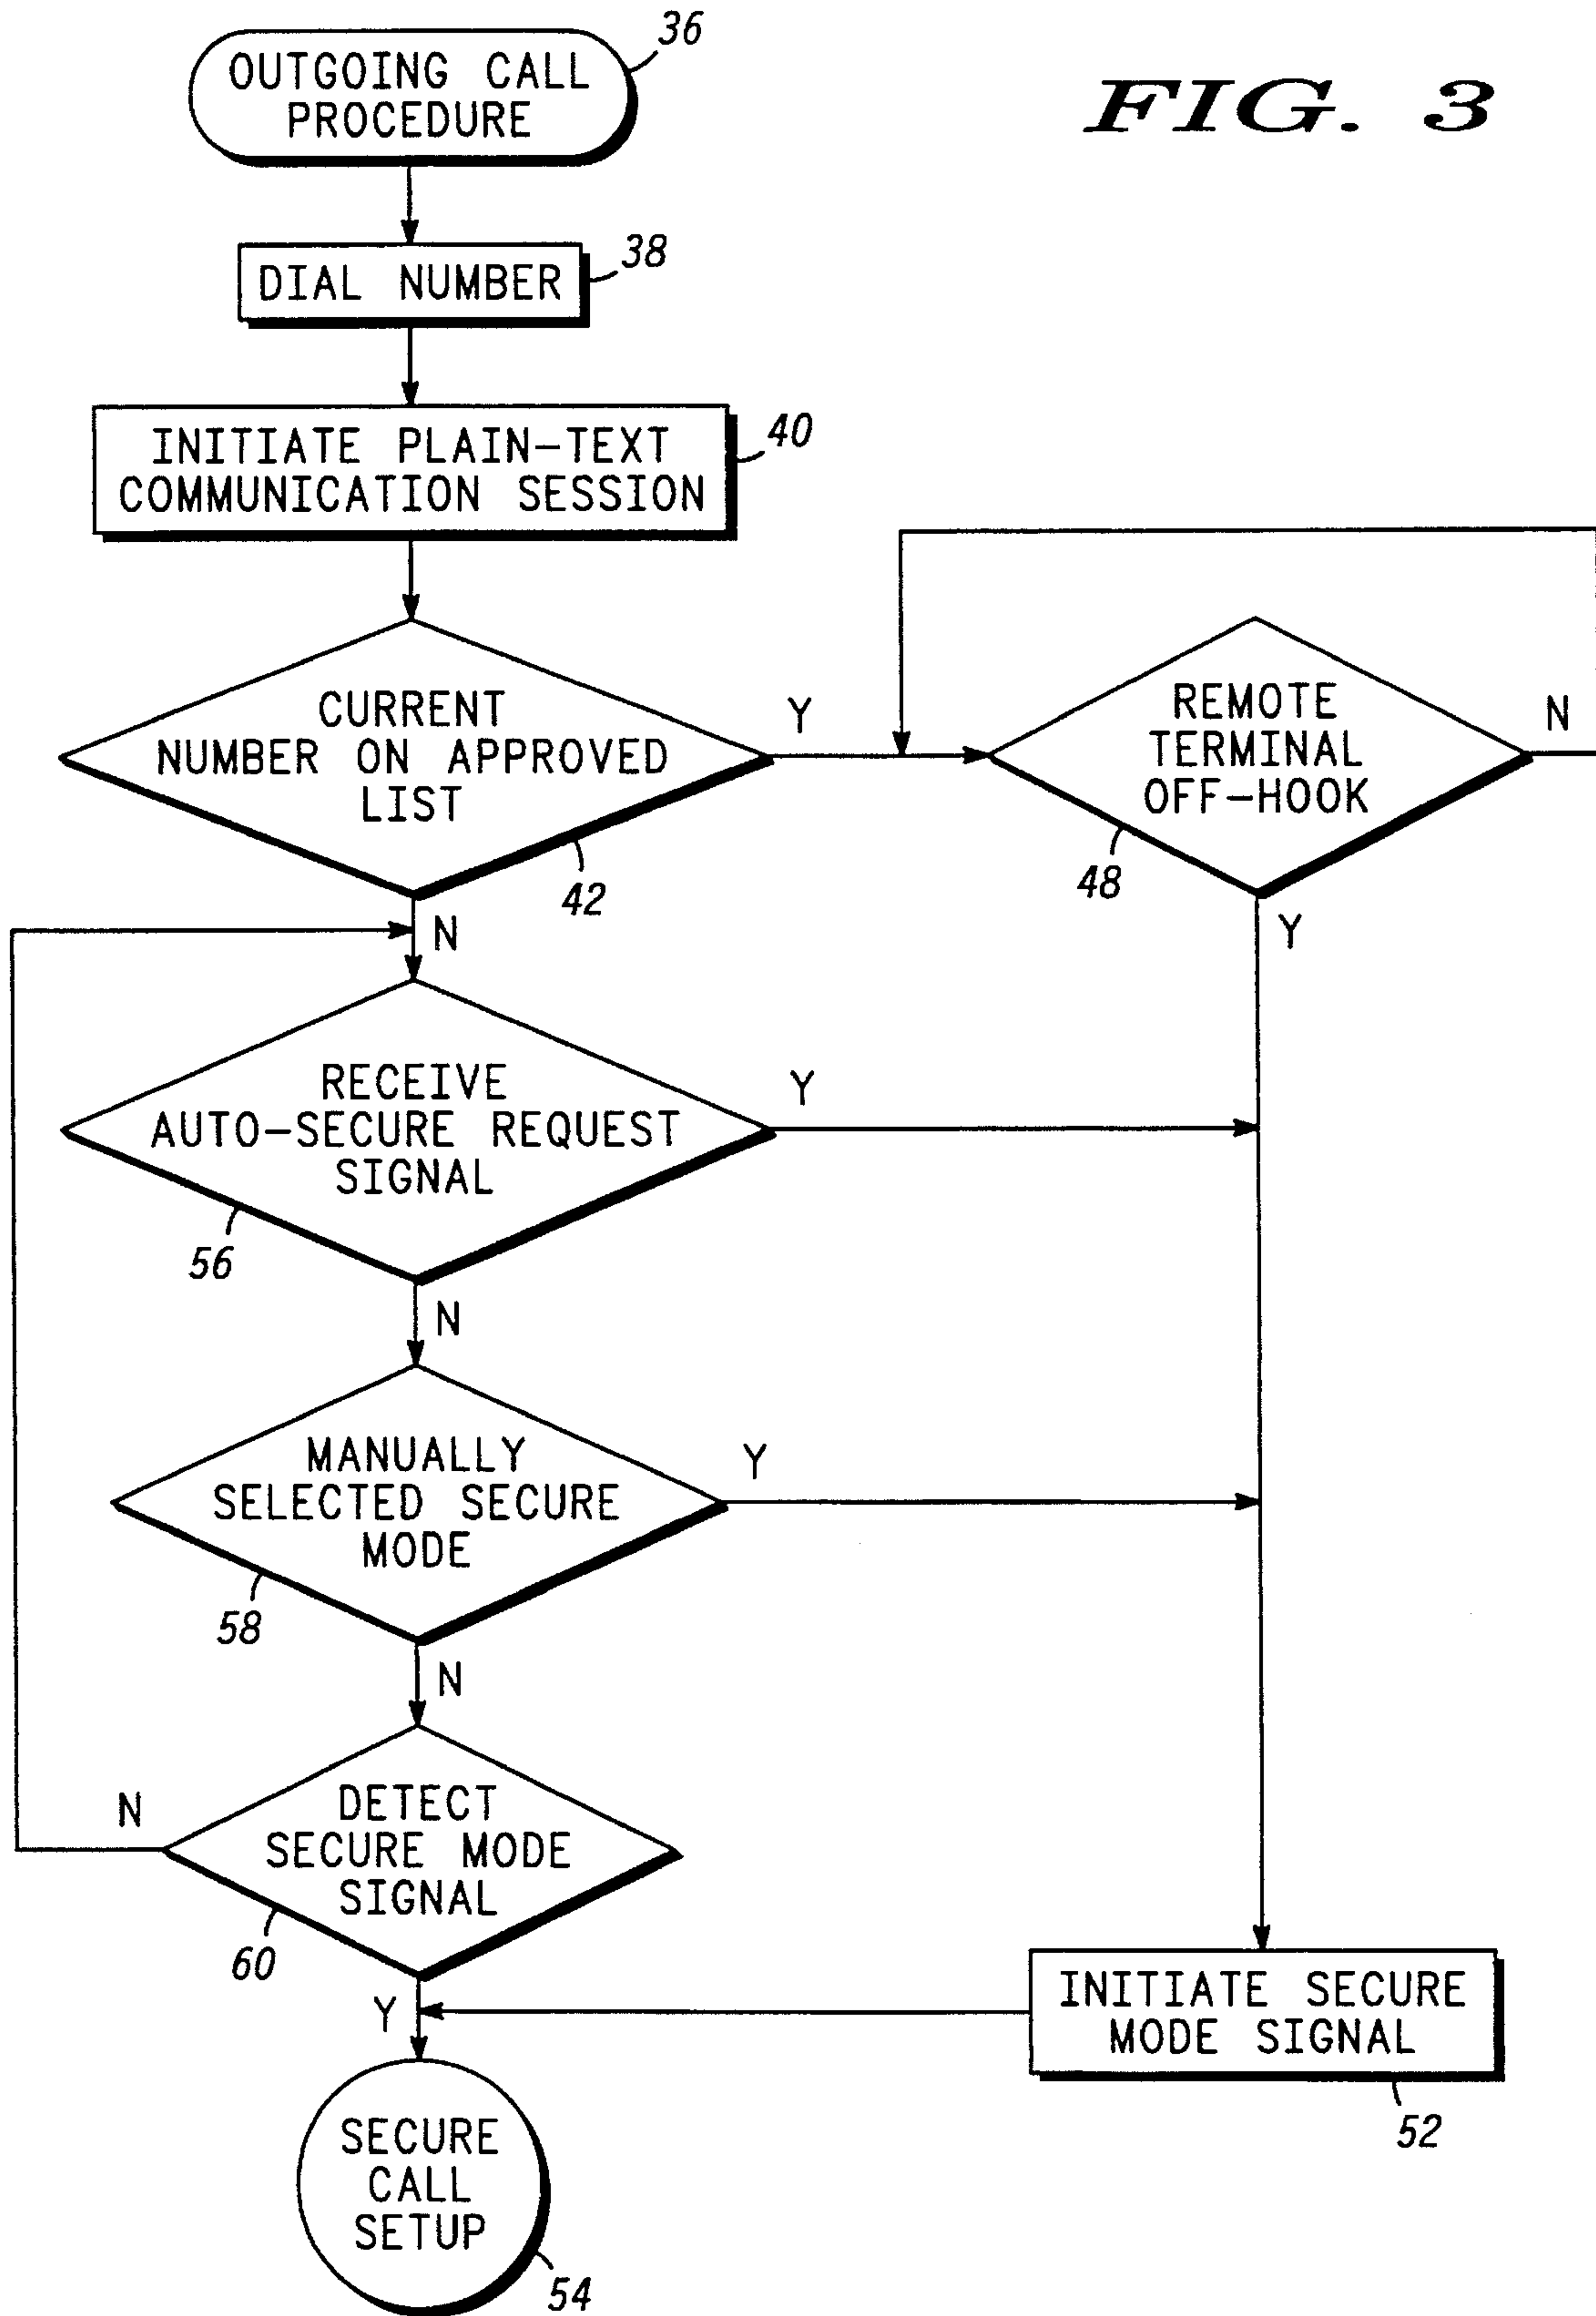 FIG. 3
OUTGOING CALL
PROCEDURE
36
DIAL NUMBER
38
INITIATE PLAIN-TEXT
COMMUNICATION SESSION
40
CURRENT
NUMBER ON APPROVED
LIST
42
Y
N
REMOTE
TERMINAL
OFF-HOOK
48
N
Y
RECEIVE
AUTO-SECURE REQUEST
SIGNAL
56
Y
N
MANUALLY
SELECTED SECURE
MODE
58
Y
N
DETECT
SECURE MODE
SIGNAL
60
N
Y
INITIATE SECURE
MODE SIGNAL
52
SECURE
CALL
SETUP
54